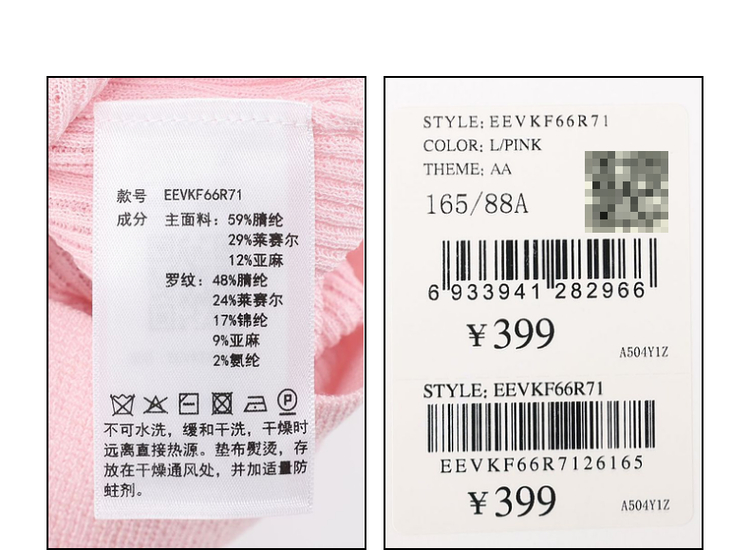 款号 EEVKF66R71
成分 主面料：59%腈纶
29%莱赛尔
12%亚麻
罗纹：48%腈纶
24%莱赛尔
17%锦纶
9%亚麻
2%氨纶
P
不可水洗，缓和干洗，干燥时
远离直接热源。垫布熨烫，存
放在干燥通风处，并加适量防
蛀剂。
STYLE: EEVKF66R71
COLOR: L/PINK
THEME: AA
165/88A
6 933941 282966
¥399
A504Y1Z
STYLE: EEVKF66R71
EEVKF66R7126165
¥399
A504Y1Z